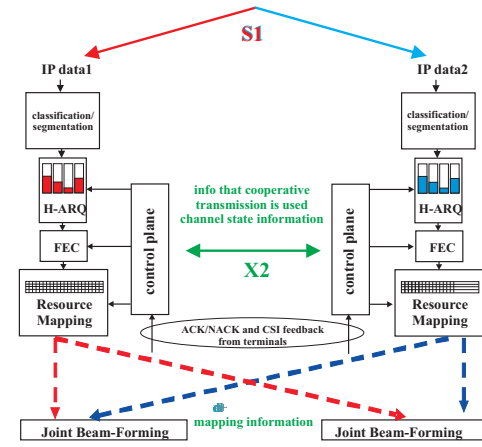 S1
IP data1
IP data2
classification/
segmentation
classification/
segmentation
H-ARQ
H-ARQ
info that cooperative
transmission is used
channel state information
control plane
control plane
FEC
FEC
X2
Resource
Mapping
Resource
Mapping
ACK/NACK and CSI feedback
from terminals
mapping information
Joint Beam-Forming
Joint Beam-Forming